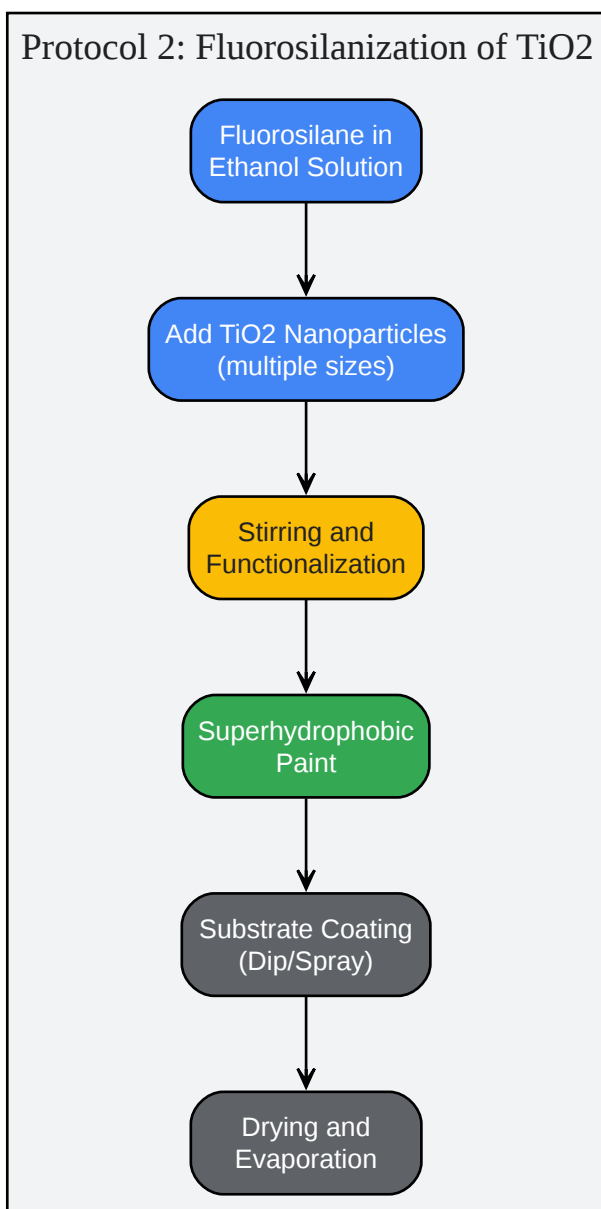 Protocol 2: Fluorosilanization of TiO2
Fluorosilane in
Ethanol Solution
Add TiO2 Nanoparticles
(multiple sizes)
Stirring and
Functionalization
Superhydrophobic
Paint
Substrate Coating
(Dip/Spray)
Drying and
Evaporation